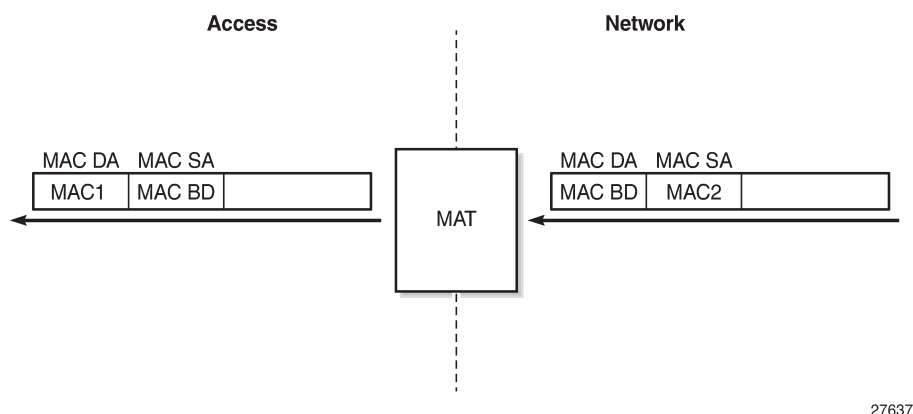 Access Network
MAC DA MAC SA
MAC1 MAC BD
MAT
MAC DA MAC SA
MAC BD MAC2
27637